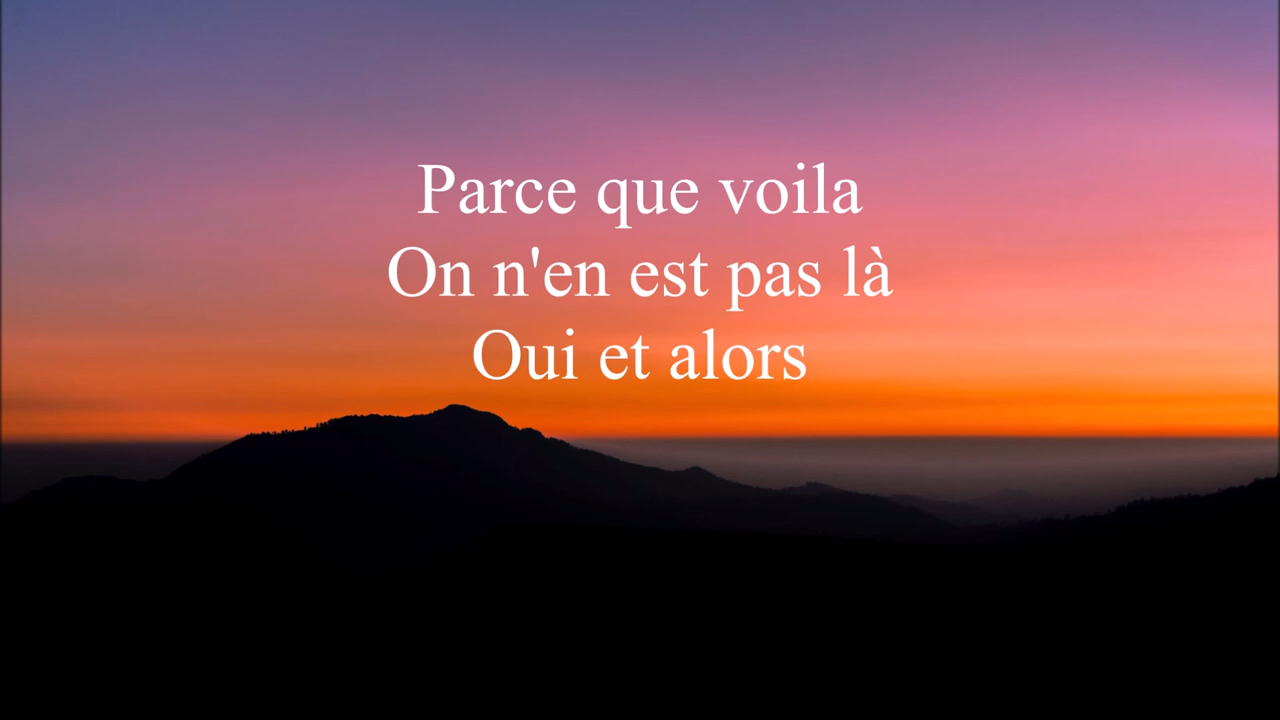 Parce que voila
On n'en est pas là
Oui et alors